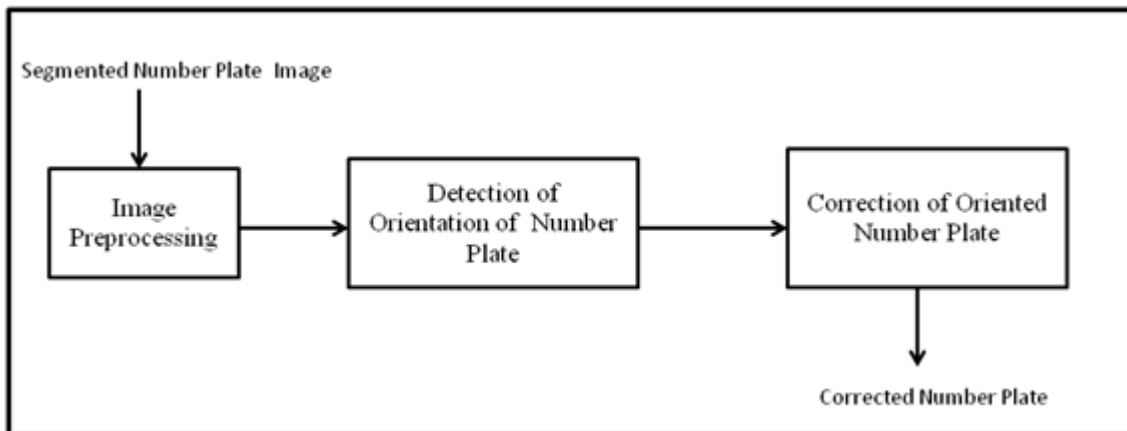 Segmented Number Plate Image
Image
Preprocessing
Detection of
Orientation of Number
Plate
Correction of Oriented
Number Plate
Corrected Number Plate